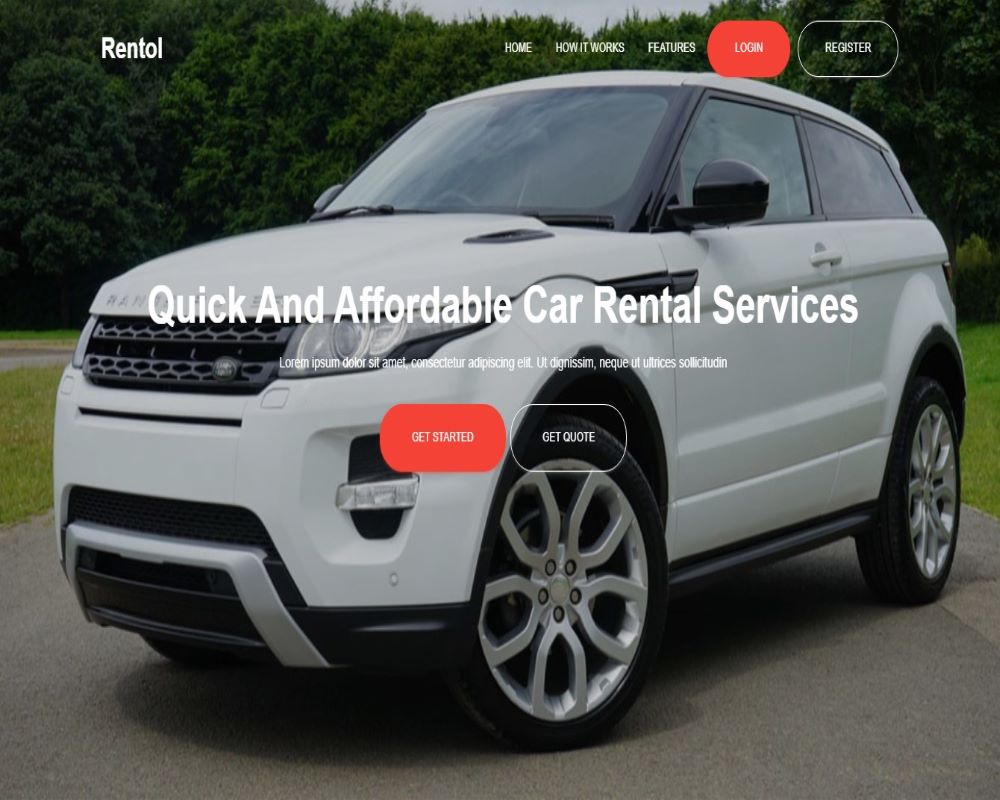 Rentol
HOME HOW IT WORKS FEATURES LOGIN REGISTER
Quick And Affordable Car Rental Services
Lorem ipsum dolor sit amet, consectetur adipiscing elit. Ut dignissim, neque ut ultrices sollicitudin
GET STARTED GET QUOTE